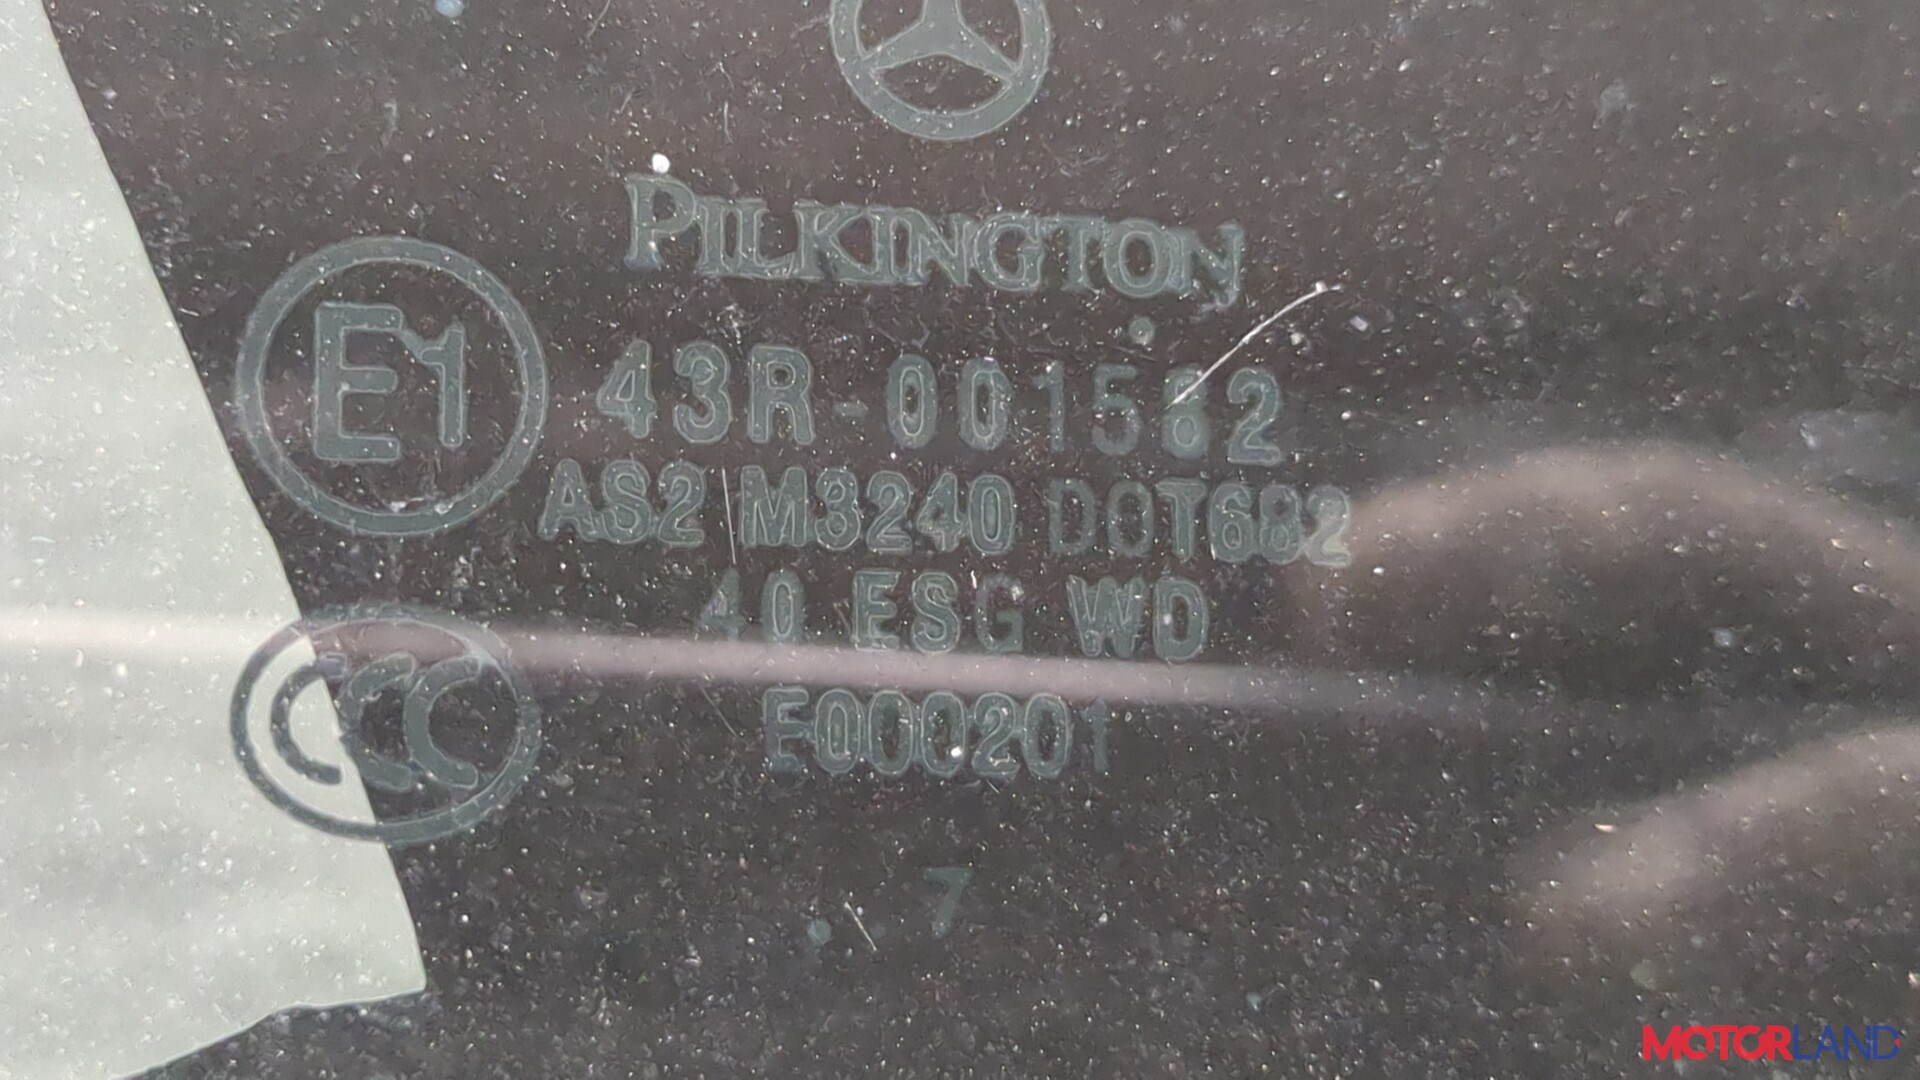 PILKINGTON
E1
43R-001582
AS2 M3240 DOT682
40 ESG WD
CCC
E000201
7
MOTORLAND